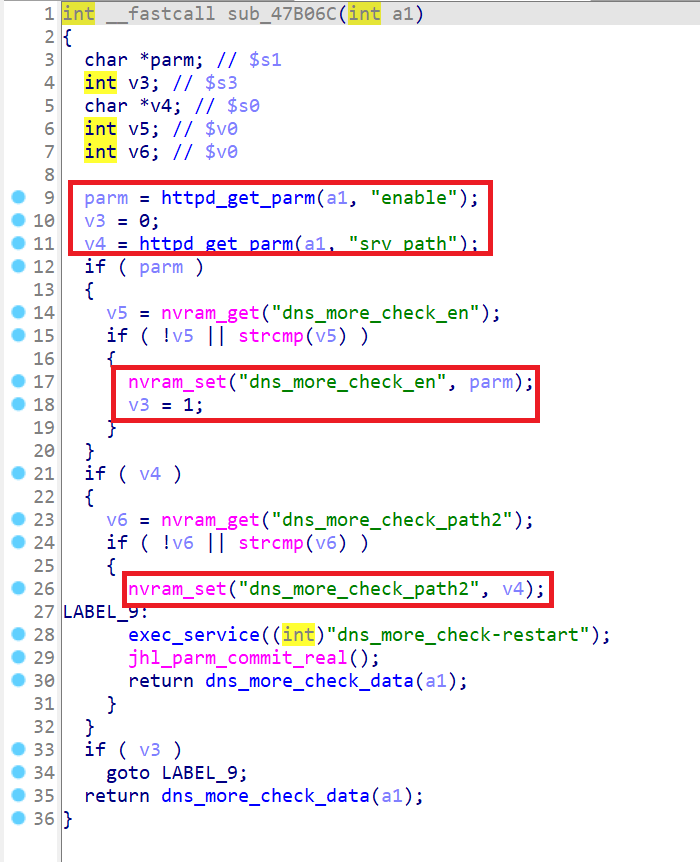 1 int __fastcall sub_47B06C(int a1)
2 {
3 char *parm; // $s1
4 int v3; // $s3
5 char *v4; // $s0
6 int v5; // $v0
7 int v6; // $v0
8
9 parm = httpd_get_parm(a1, "enable");
10 v3 = 0;
11 v4 = httpd_get_parm(a1, "srv_path");
12 if ( parm )
13 {
14 v5 = nvram_get("dns_more_check_en");
15 if ( !v5 || strcmp(v5) )
16 {
17 nvram_set("dns_more_check_en", parm);
18 v3 = 1;
19 }
20 }
21 if ( v4 )
22 {
23 v6 = nvram_get("dns_more_check_path2");
24 if ( !v6 || strcmp(v6) )
25 {
26 nvram_set("dns_more_check_path2", v4);
27 LABEL_9:
28 exec_service((int)"dns_more_check-restart");
29 jhl_parm_commit_real();
30 return dns_more_check_data(a1);
31 }
32 }
33 if ( v3 )
34 goto LABEL_9;
35 return dns_more_check_data(a1);
36 }